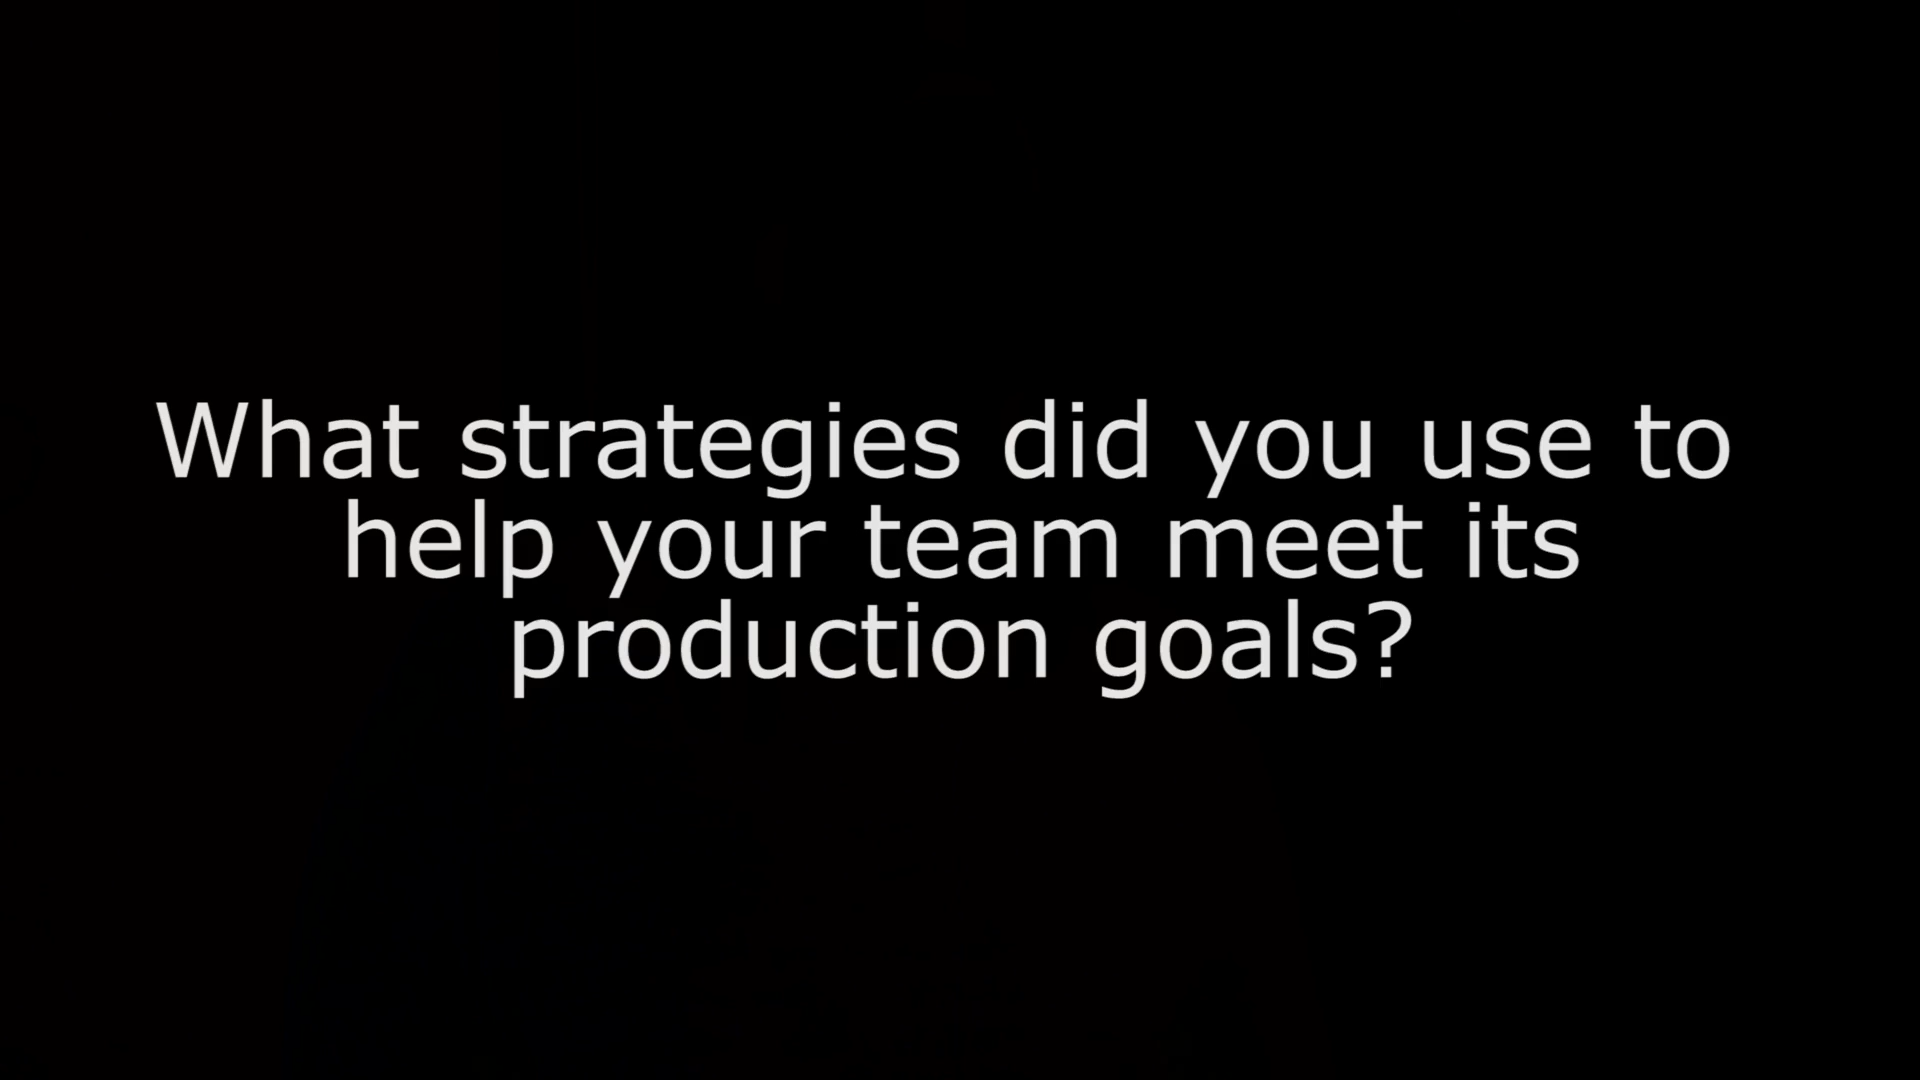 What strategies did you use to
help your team meet its
production goals?